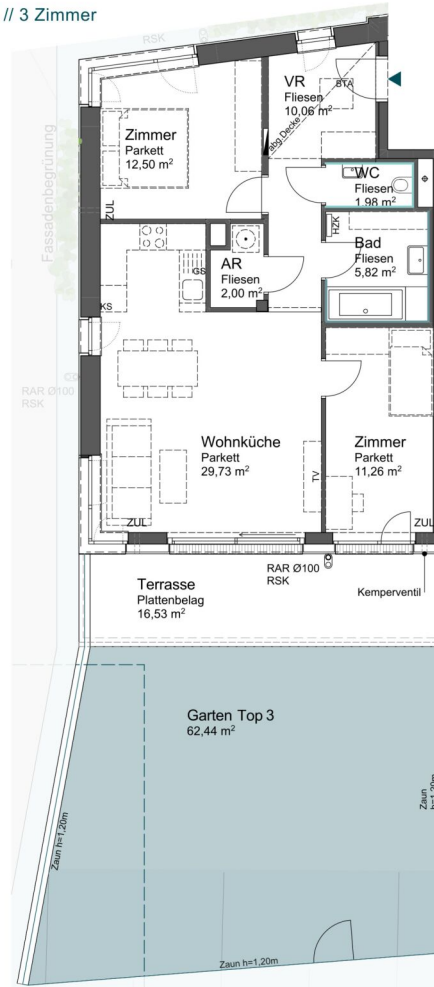 // 3 Zimmer
RSK
VR
Fliesen
10,06 m²
STA
abg Decke
Zimmer
Parkett
12,50 m²
Fassadenbegrünung
ZUL
WC
Fliesen
1,98 m²
HZK
Bad
Fliesen
5,82 m²
AR
Fliesen
2,00 m²
GS
KS
RAR Ø100
RSK
Wohnküche
Parkett
29,73 m²
TV
Zimmer
Parkett
11,26 m²
ZUL
ZUL
RAR Ø100
RSK
Kemperventil
Terrasse
Plattenbelag
16,53 m²
Garten Top 3
62,44 m²
Zaun h=1,20m
Zaun
h=1,20m
Zaun h=1,20m